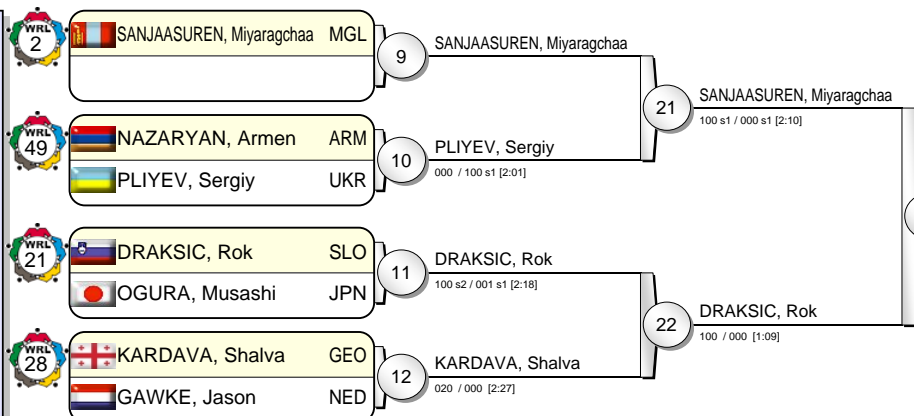 WRL
2
SANJAASUREN, Miyaragchaa MGL
9
SANJAASUREN, Miyaragchaa
21
SANJAASUREN, Miyaragchaa
100 s1 / 000 s1 [2:10]
WRL
49
NAZARYAN, Armen ARM
PLIYEV, Sergiy UKR
10
PLIYEV, Sergiy
000 / 100 s1 [2:01]
WRL
21
DRAKSIC, Rok SLO
OGURA, Musashi JPN
11
DRAKSIC, Rok
100 s2 / 001 s1 [2:18]
22
DRAKSIC, Rok
100 / 000 [1:09]
WRL
28
KARDAVA, Shalva GEO
GAWKE, Jason NED
12
KARDAVA, Shalva
020 / 000 [2:27]